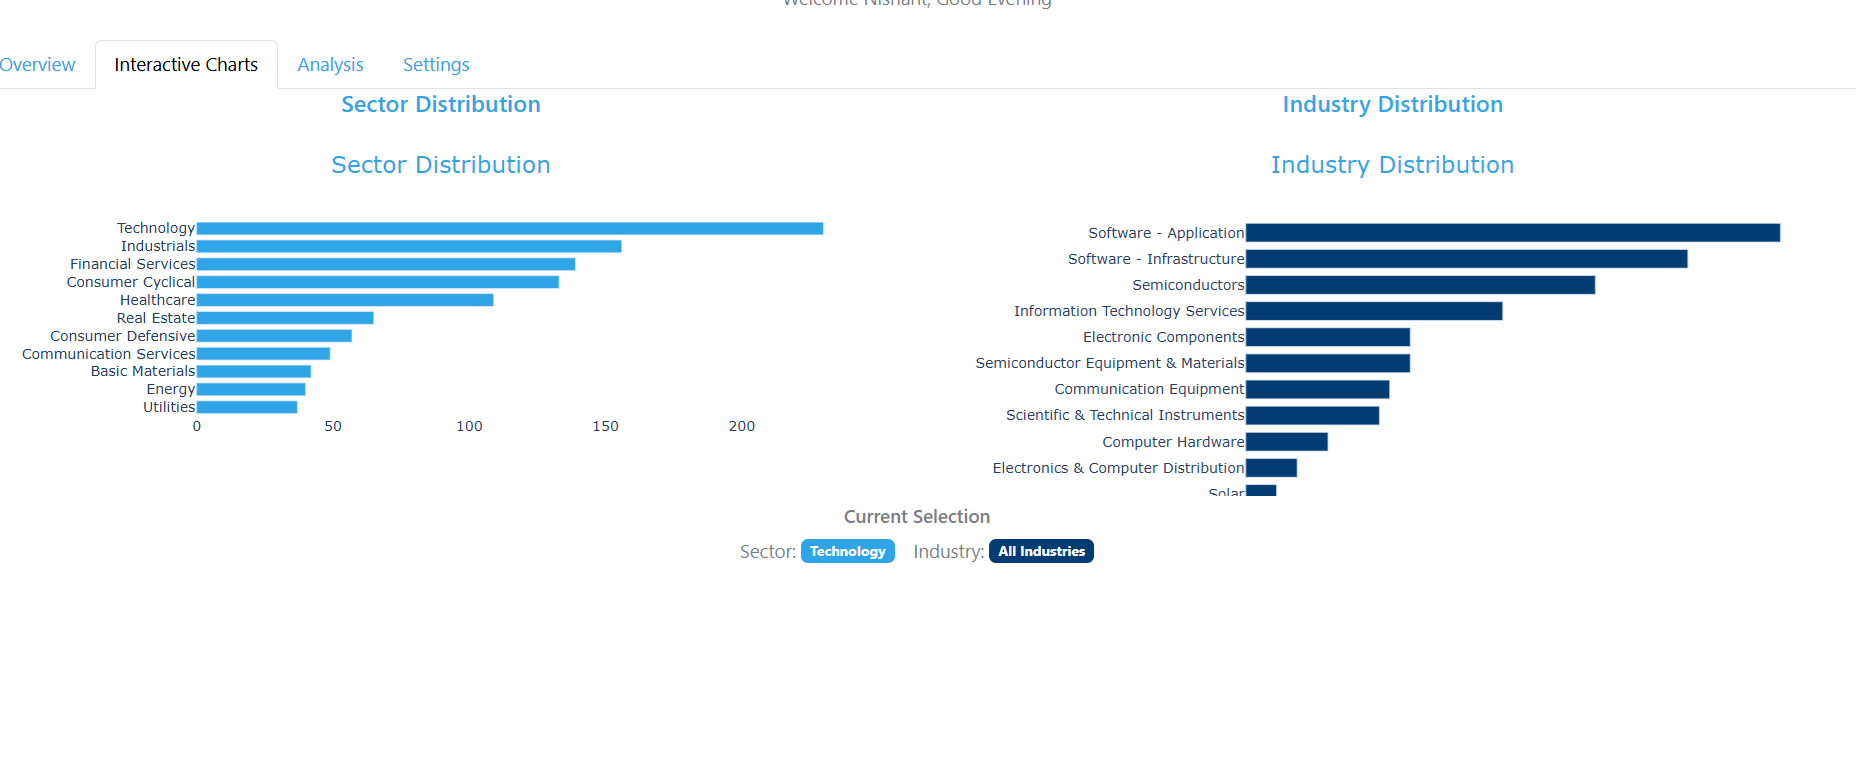 Welcome Nishant, Good Evening
Overview Interactive Charts Analysis Settings
Sector Distribution
Sector Distribution
Technology
Industrials
Financial Services
Consumer Cyclical
Healthcare
Real Estate
Consumer Defensive
Communication Services
Basic Materials
Energy
Utilities
0 50 100 150 200
Industry Distribution
Industry Distribution
Software - Application
Software - Infrastructure
Semiconductors
Information Technology Services
Electronic Components
Semiconductor Equipment & Materials
Communication Equipment
Scientific & Technical Instruments
Computer Hardware
Electronics & Computer Distribution
Solar
Current Selection
Sector: Technology Industry: All Industries